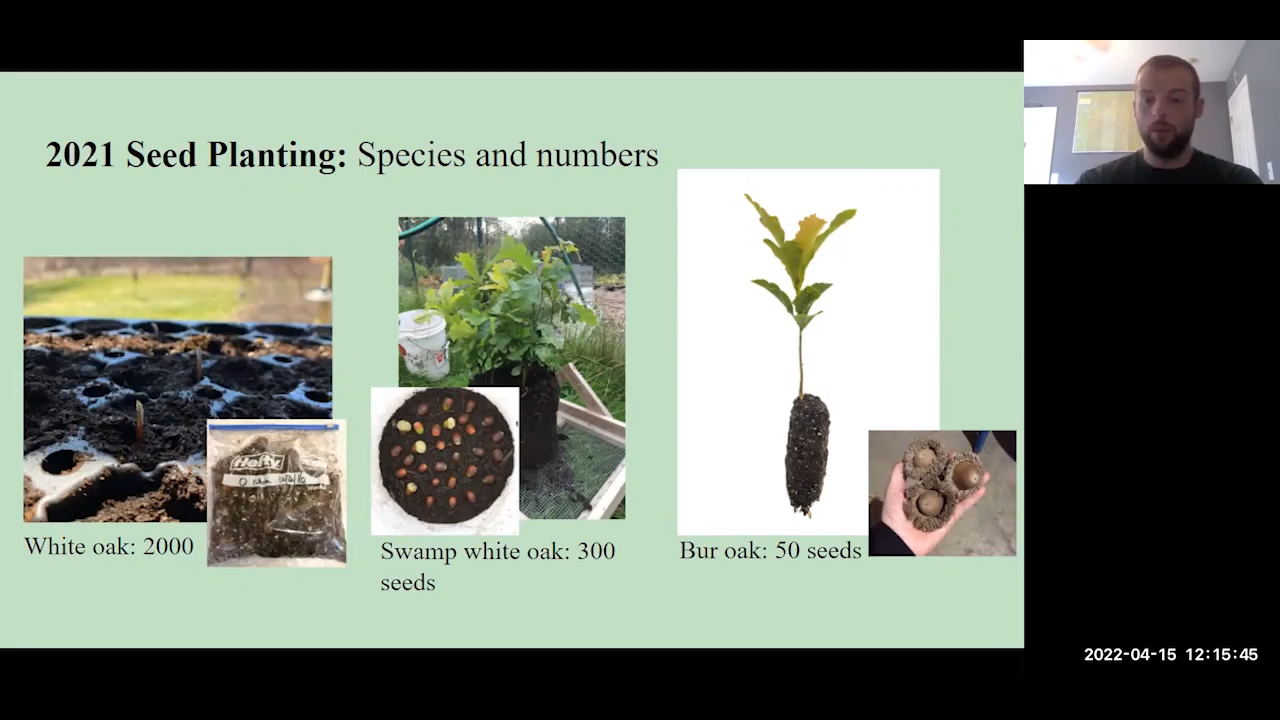 2021 Seed Planting: Species and numbers
Hefty
White oak: 2000
Swamp white oak: 300
seeds
Bur oak: 50 seeds
2022-04-15 12:15:45